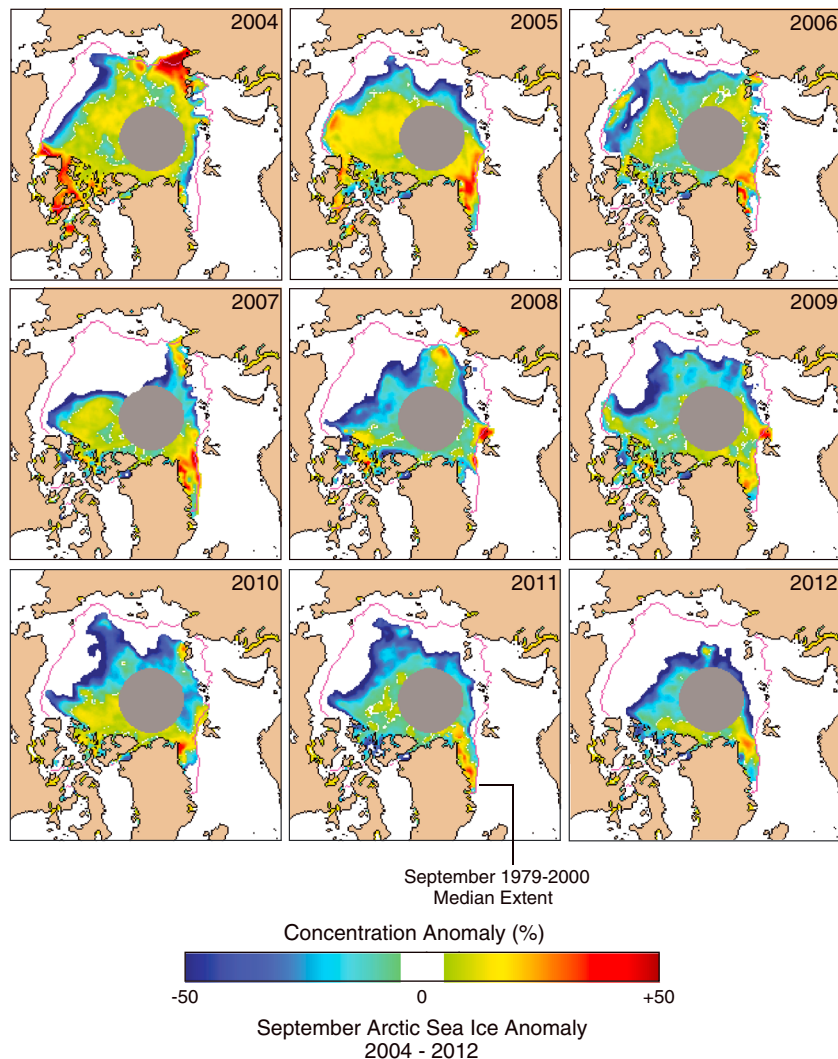 2004
2005
2006
2007
2008
2009
2010
2011
2012
September 1979-2000
Median Extent
Concentration Anomaly (%)
-50 0 +50
September Arctic Sea Ice Anomaly
2004 - 2012